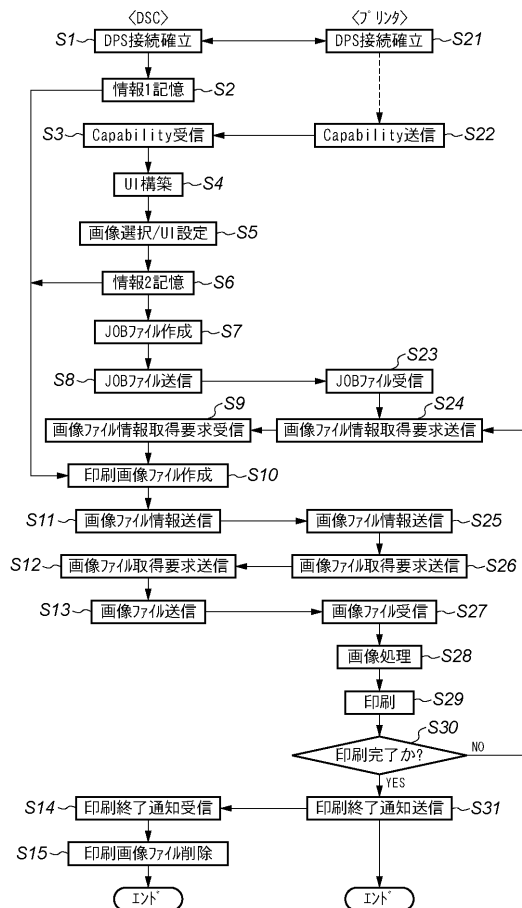 <DSC> <プリンタ>
S1 DPS接続確立 DPS接続確立 S21
情報1記憶 S2
S3 Capability受信 Capability送信 S22
UI構築 S4
画像選択/UI設定 S5
情報2記憶 S6
JOBファイル作成 S7
S8 JOBファイル送信 JOBファイル受信 S23
S9 画像ファイル情報取得要求受信 画像ファイル情報取得要求送信 S24
印刷画像ファイル作成 S10
S11 画像ファイル情報送信 画像ファイル情報送信 S25
S12 画像ファイル取得要求送信 画像ファイル取得要求送信 S26
S13 画像ファイル送信 画像ファイル受信 S27
画像処理 S28
印刷 S29
印刷完了か? S30 NO
YES
S14 印刷終了通知受信 印刷終了通知送信 S31
S15 印刷画像ファイル削除
エンド エンド